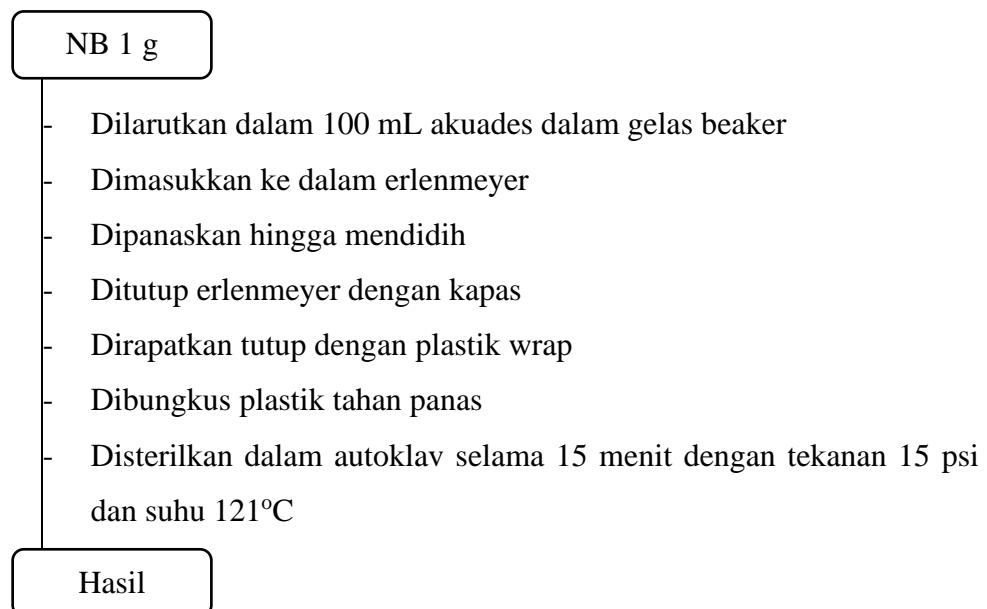 NB 1 g
- Dilarutkan dalam 100 mL akuades dalam gelas beaker
- Dimasukkan ke dalam erlenmeyer
- Dipanaskan hingga mendidih
- Ditutup erlenmeyer dengan kapas
- Dirapatkan tutup dengan plastik wrap
- Dibungkus plastik tahan panas
- Disterilkan dalam autoklav selama 15 menit dengan tekanan 15 psi
dan suhu 121°C
Hasil